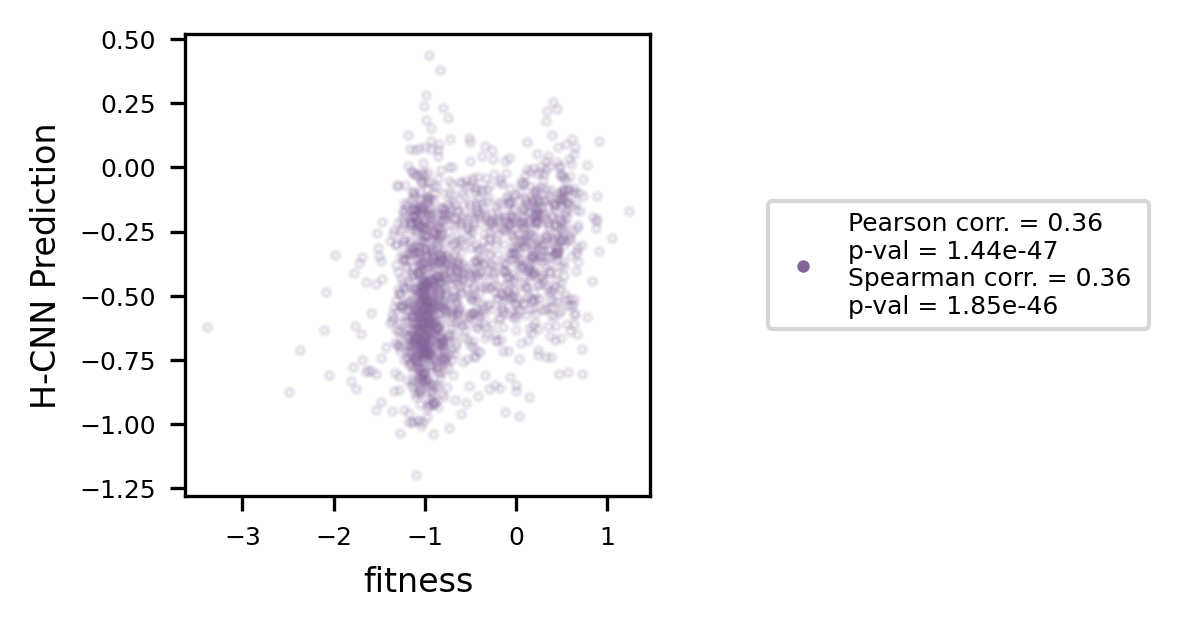 0.50
0.25
0.00
−0.25
−0.50
−0.75
−1.00
−1.25
H-CNN Prediction
−3
−2
−1
0
1
fitness
Pearson corr. = 0.36
p-val = 1.44e-47
Spearman corr. = 0.36
p-val = 1.85e-46